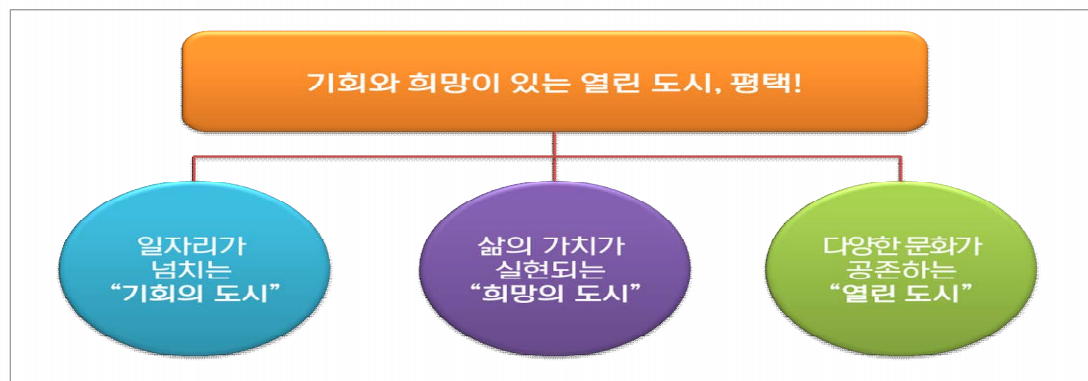 기회와 희망이 있는 열린 도시, 평택!
일자리가
넘치는
“기회의 도시”
삶의 가치가
실현되는
“희망의 도시”
다양한 문화가
공존하는
“열린 도시”